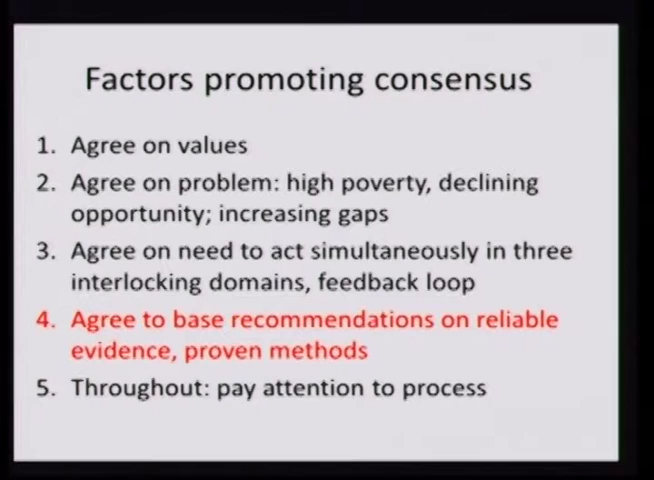 Factors promoting consensus
1. Agree on values
2. Agree on problem: high poverty, declining
opportunity; increasing gaps
3. Agree on need to act simultaneously in three
interlocking domains, feedback loop
4. Agree to base recommendations on reliable
evidence, proven methods
5. Throughout: pay attention to process